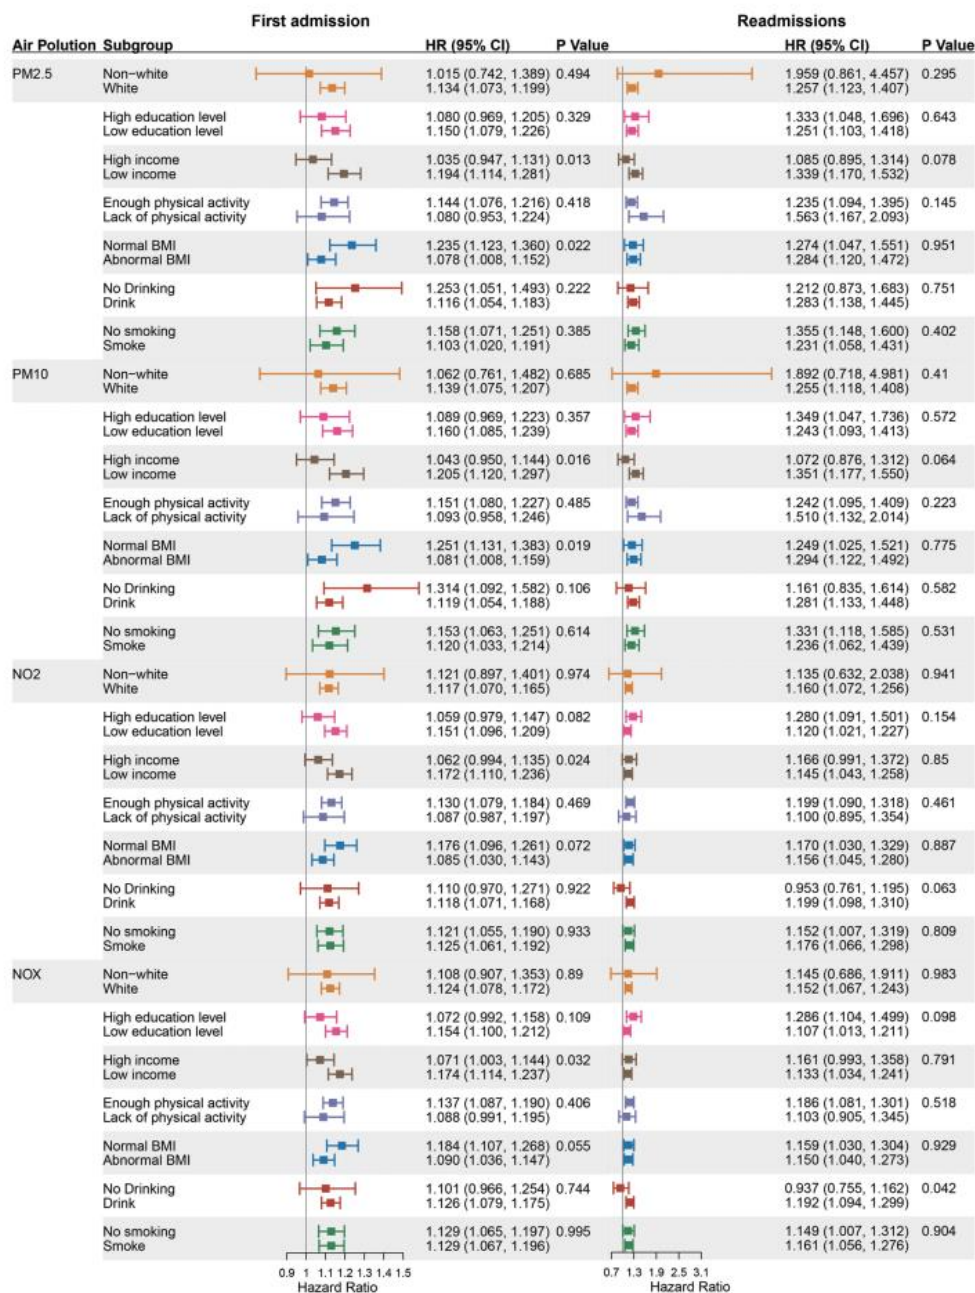 First admission Readmissions
Air Polution Subgroup HR (95% CI) P Value HR (95% CI) P Value
PM2.5 Non-white 1.015 (0.742, 1.389) 0.494 1.959 (0.861, 4.457) 0.295
White 1.134 (1.073, 1.199) 1.257 (1.123, 1.407)
High education level 1.080 (0.969, 1.205) 0.329 1.333 (1.048, 1.696) 0.643
Low education level 1.150 (1.079, 1.226) 1.251 (1.103, 1.418)
High income 1.035 (0.947, 1.131) 0.013 1.085 (0.895, 1.314) 0.078
Low income 1.194 (1.114, 1.281) 1.339 (1.170, 1.532)
Enough physical activity 1.144 (1.076, 1.216) 0.418 1.235 (1.094, 1.395) 0.145
Lack of physical activity 1.080 (0.953, 1.224) 1.563 (1.167, 2.093)
Normal BMI 1.235 (1.123, 1.360) 0.022 1.274 (1.047, 1.551) 0.951
Abnormal BMI 1.078 (1.008, 1.152) 1.284 (1.120, 1.472)
No Drinking 1.253 (1.051, 1.493) 0.222 1.212 (0.873, 1.683) 0.751
Drink 1.116 (1.054, 1.183) 1.283 (1.138, 1.445)
No smoking 1.158 (1.071, 1.251) 0.385 1.355 (1.148, 1.600) 0.402
Smoke 1.103 (1.020, 1.191) 1.231 (1.058, 1.431)
PM10 Non-white 1.062 (0.761, 1.482) 0.685 1.892 (0.718, 4.981) 0.41
White 1.139 (1.075, 1.207) 1.255 (1.118, 1.408)
High education level 1.089 (0.969, 1.223) 0.357 1.349 (1.047, 1.736) 0.572
Low education level 1.160 (1.085, 1.239) 1.243 (1.093, 1.413)
High income 1.043 (0.950, 1.144) 0.016 1.072 (0.876, 1.312) 0.064
Low income 1.205 (1.120, 1.297) 1.351 (1.177, 1.550)
Enough physical activity 1.151 (1.080, 1.227) 0.485 1.242 (1.095, 1.409) 0.223
Lack of physical activity 1.093 (0.958, 1.246) 1.510 (1.132, 2.014)
Normal BMI 1.251 (1.131, 1.383) 0.019 1.249 (1.025, 1.521) 0.775
Abnormal BMI 1.081 (1.008, 1.159) 1.294 (1.122, 1.492)
No Drinking 1.314 (1.092, 1.582) 0.106 1.161 (0.835, 1.614) 0.582
Drink 1.119 (1.054, 1.188) 1.281 (1.133, 1.448)
No smoking 1.153 (1.063, 1.251) 0.614 1.331 (1.118, 1.585) 0.531
Smoke 1.120 (1.033, 1.214) 1.236 (1.062, 1.439)
NO2 Non-white 1.121 (0.897, 1.401) 0.974 1.135 (0.632, 2.038) 0.941
White 1.117 (1.070, 1.165) 1.160 (1.072, 1.256)
High education level 1.059 (0.979, 1.147) 0.082 1.280 (1.091, 1.501) 0.154
Low education level 1.151 (1.096, 1.209) 1.120 (1.021, 1.227)
High income 1.062 (0.994, 1.135) 0.024 1.166 (0.991, 1.372) 0.85
Low income 1.172 (1.110, 1.236) 1.145 (1.043, 1.258)
Enough physical activity 1.130 (1.079, 1.184) 0.469 1.199 (1.090, 1.318) 0.461
Lack of physical activity 1.087 (0.987, 1.197) 1.100 (0.895, 1.354)
Normal BMI 1.176 (1.096, 1.261) 0.072 1.170 (1.030, 1.329) 0.887
Abnormal BMI 1.085 (1.030, 1.143) 1.156 (1.045, 1.280)
No Drinking 1.110 (0.970, 1.271) 0.922 0.953 (0.761, 1.195) 0.063
Drink 1.118 (1.071, 1.168) 1.199 (1.098, 1.310)
No smoking 1.121 (1.055, 1.190) 0.933 1.152 (1.007, 1.319) 0.809
Smoke 1.125 (1.061, 1.192) 1.176 (1.066, 1.298)
NOX Non-white 1.108 (0.907, 1.353) 0.89 1.145 (0.686, 1.911) 0.983
White 1.124 (1.078, 1.172) 1.152 (1.067, 1.243)
High education level 1.072 (0.992, 1.158) 0.109 1.286 (1.104, 1.499) 0.098
Low education level 1.154 (1.100, 1.212) 1.107 (1.013, 1.211)
High income 1.071 (1.003, 1.144) 0.032 1.161 (0.993, 1.358) 0.791
Low income 1.174 (1.114, 1.237) 1.133 (1.034, 1.241)
Enough physical activity 1.137 (1.087, 1.190) 0.406 1.186 (1.081, 1.301) 0.518
Lack of physical activity 1.088 (0.991, 1.195) 1.103 (0.905, 1.345)
Normal BMI 1.184 (1.107, 1.268) 0.055 1.159 (1.030, 1.304) 0.929
Abnormal BMI 1.090 (1.036, 1.147) 1.150 (1.040, 1.273)
No Drinking 1.101 (0.966, 1.254) 0.744 0.937 (0.755, 1.162) 0.042
Drink 1.126 (1.079, 1.175) 1.192 (1.094, 1.299)
No smoking 1.129 (1.065, 1.197) 0.995 1.149 (1.007, 1.312) 0.904
Smoke 1.129 (1.067, 1.196) 1.161 (1.056, 1.276)
0.9 1 1.1 1.2 1.3 1.4 1.5 0.7 1.3 1.9 2.5 3.1
Hazard Ratio Hazard Ratio